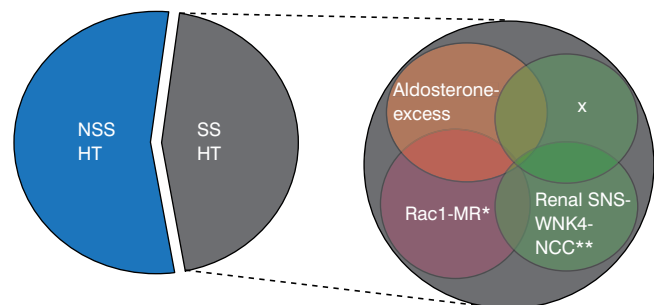 NSS
HT
SS
HT
Aldosterone-
excess
x
Rac1-MR*
Renal SNS-
WNK4-
NCC**